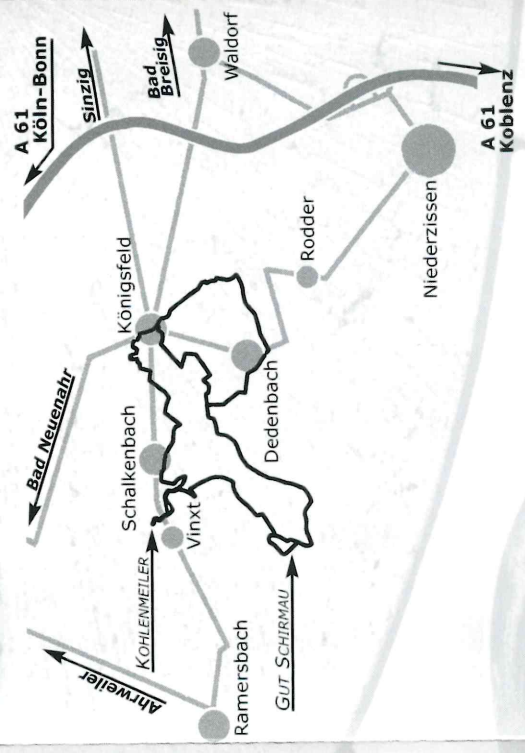 Ahrweiler
Bad Neuenahr
A 61
Köln-Bonn
Sinzig
Bad
Breisig
Waldorf
Königsfeld
Schalkenbach
KOHLENMEILER
Vinxt
Ramersbach
Dedenbach
Rodder
GUT SCHIRMAU
Niederzissen
A 61
Koblenz